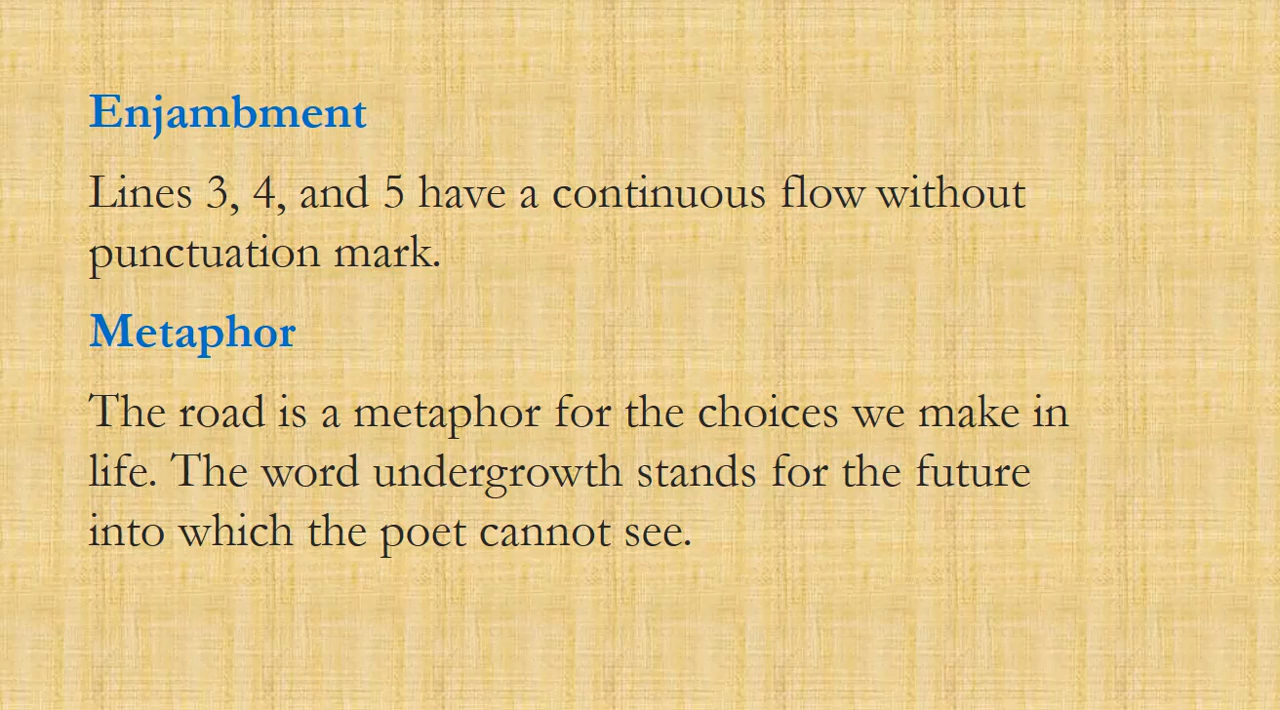 Enjambment
Lines 3, 4, and 5 have a continuous flow without
punctuation mark.
Metaphor
The road is a metaphor for the choices we make in
life. The word undergrowth stands for the future
into which the poet cannot see.